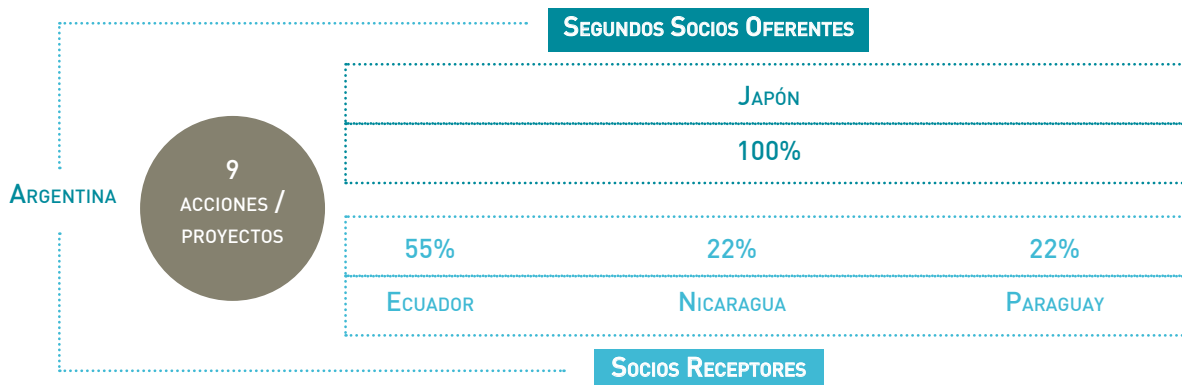 Segundos Socios Oferentes
Japón
100%
Argentina
9
acciones /
proyectos
55% 22% 22%
Ecuador Nicaragua Paraguay
Socios Receptores